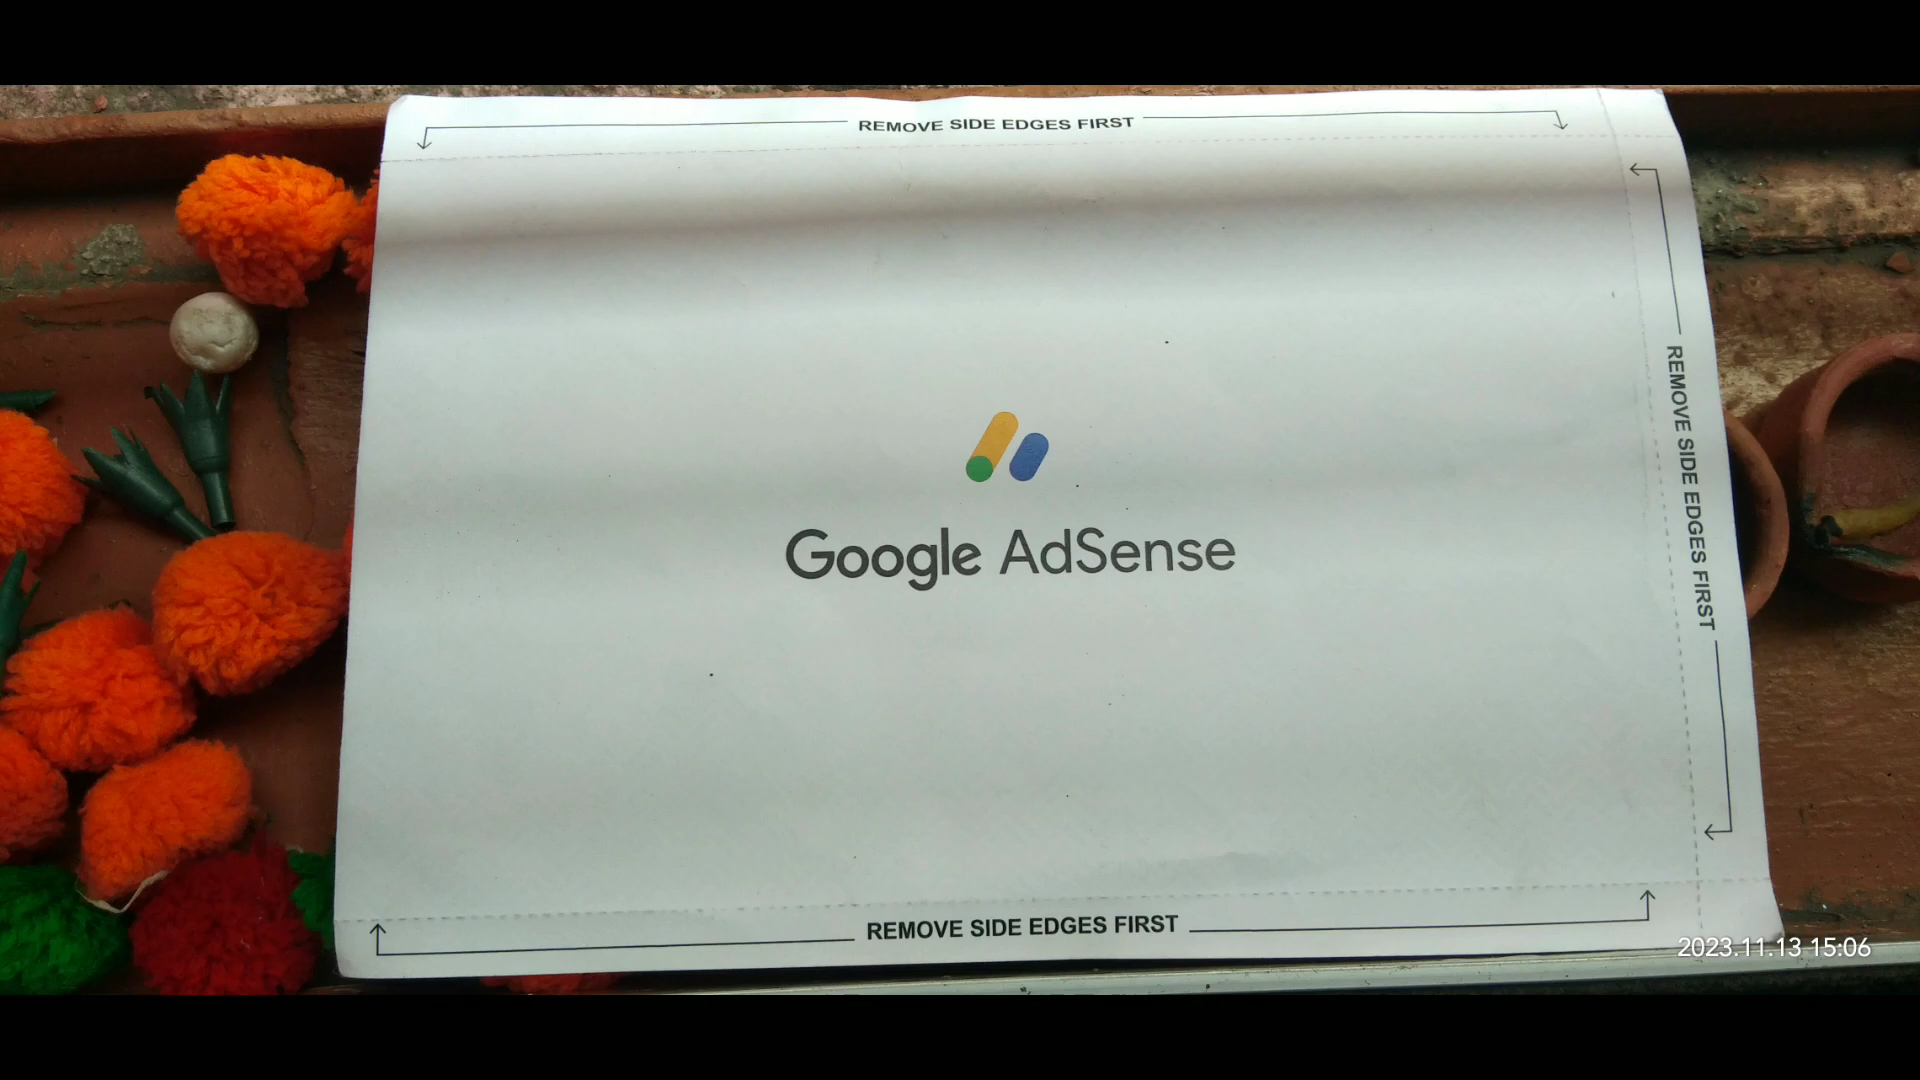 REMOVE SIDE EDGES FIRST
REMOVE SIDE EDGES FIRST
Google AdSense
REMOVE SIDE EDGES FIRST
2023.11.13 15:06